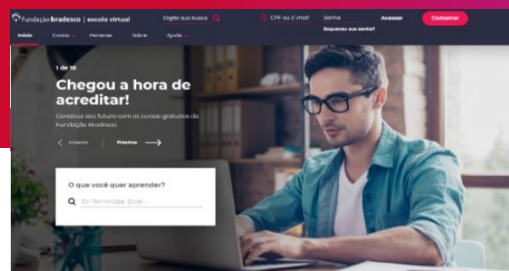 Fundação bradesco | escola virtual
Digite sua busca
CPF ou E-mail
Senha
Acessar
Cadastrar
Esqueceu sua senha?
Início
Cursos
Parcerias
Sobre
Ajuda
1 de 18
Chegou a hora de
acreditar!
Construa seu futuro com os cursos gratuitos da
Fundação Bradesco
Anterior
Próximo
O que você quer aprender?
Ex: Tecnologia, Excel...